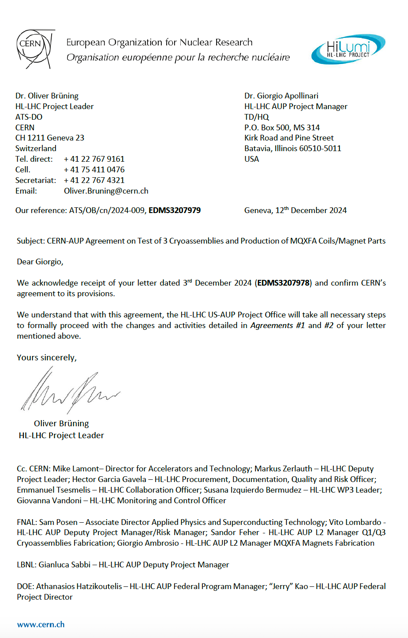 CERN
European Organization for Nuclear Research
Organisation européenne pour la recherche nucléaire
HiLumi
HL-LHC PROJECT
Dr. Oliver Brüning
HL-LHC Project Leader
ATS-DO
CERN
CH 1211 Geneva 23
Switzerland
Tel. direct: + 41 22 767 9161
Cell. + 41 75 411 0476
Secretariat: + 41 22 767 4321
Email: Oliver.Bruning@cern.ch
Dr. Giorgio Apollinari
HL-LHC AUP Project Manager
TD/HQ
P.O. Box 500, MS 314
Kirk Road and Pine Street
Batavia, Illinois 60510-5011
USA
Our reference: ATS/OB/cn/2024-009, EDMS3207979
Geneva, 12th December 2024
Subject: CERN-AUP Agreement on Test of 3 Cryoassemblies and Production of MQXFA Coils/Magnet Parts
Dear Giorgio,
We acknowledge receipt of your letter dated 3rd December 2024 (EDMS3207978) and confirm CERN's
agreement to its provisions.
We understand that with this agreement, the HL-LHC US-AUP Project Office will take all necessary steps
to formally proceed with the changes and activities detailed in Agreements #1 and #2 of your letter
mentioned above.
Yours sincerely,
Oliver Brüning
HL-LHC Project Leader
Cc. CERN: Mike Lamont– Director for Accelerators and Technology; Markus Zerlauth – HL-LHC Deputy
Project Leader; Hector Garcia Gavela – HL-LHC Procurement, Documentation, Quality and Risk Officer;
Emmanuel Tsesmelis – HL-LHC Collaboration Officer; Susana Izquierdo Bermudez – HL-LHC WP3 Leader;
Giovanna Vandoni – HL-LHC Monitoring and Control Officer
FNAL: Sam Posen – Associate Director Applied Physics and Superconducting Technology; Vito Lombardo -
HL-LHC AUP Deputy Project Manager/Risk Manager; Sandor Feher - HL-LHC AUP L2 Manager Q1/Q3
Cryoassemblies Fabrication; Giorgio Ambrosio - HL-LHC AUP L2 Manager MQXFA Magnets Fabrication
LBNL: Gianluca Sabbi – HL-LHC AUP Deputy Project Manager
DOE: Athanasios Hatzikoutelis – HL-LHC AUP Federal Program Manager; "Jerry" Kao – HL-LHC AUP Federal
Project Director
www.cern.ch